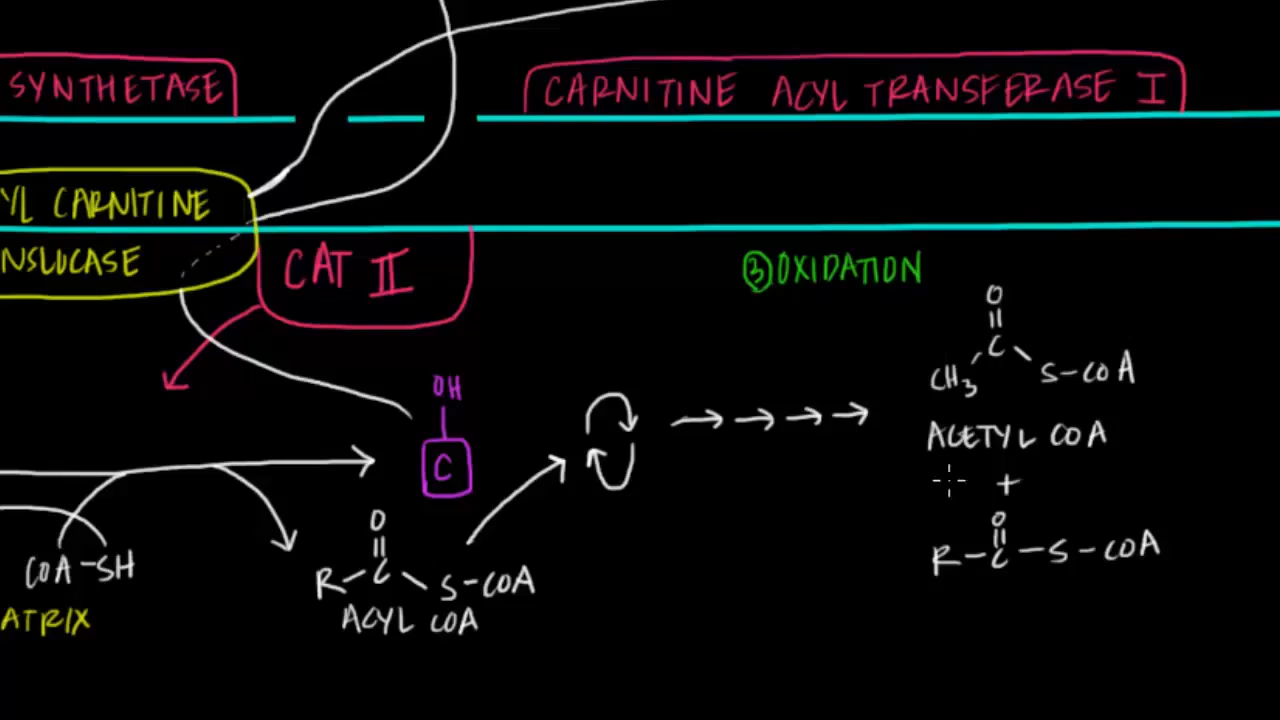 SYNTHETASE
CARNITINE ACYL TRANSFERASE I
YL CARNITINE
NSLOCASE
CAT II
③ OXIDATION
O
C
CH3
S-COA
ACETYL COA
+
O
R-C-S-COA
OH
C
O
R-C-S-COA
ACYL COA
COA-SH
ATRIX